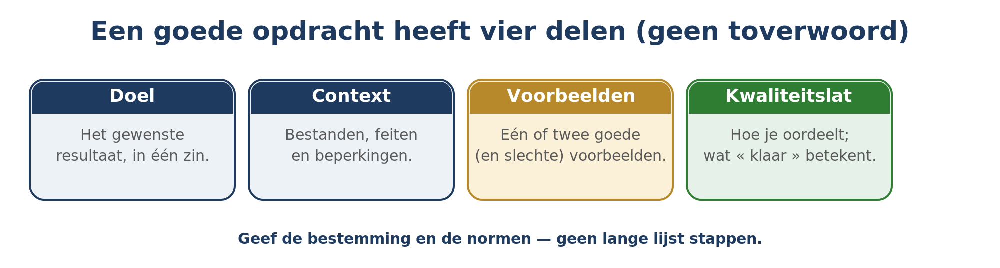 Een goede opdracht heeft vier delen (geen toverwoord)
Doel
Het gewenste
resultaat, in één zin.
Context
Bestanden, feiten
en beperkingen.
Voorbeelden
Eén of twee goede
(en slechte) voorbeelden.
Kwaliteitslat
Hoe je oordeelt;
wat « klaar » betekent.
Geef de bestemming en de normen — geen lange lijst stappen.